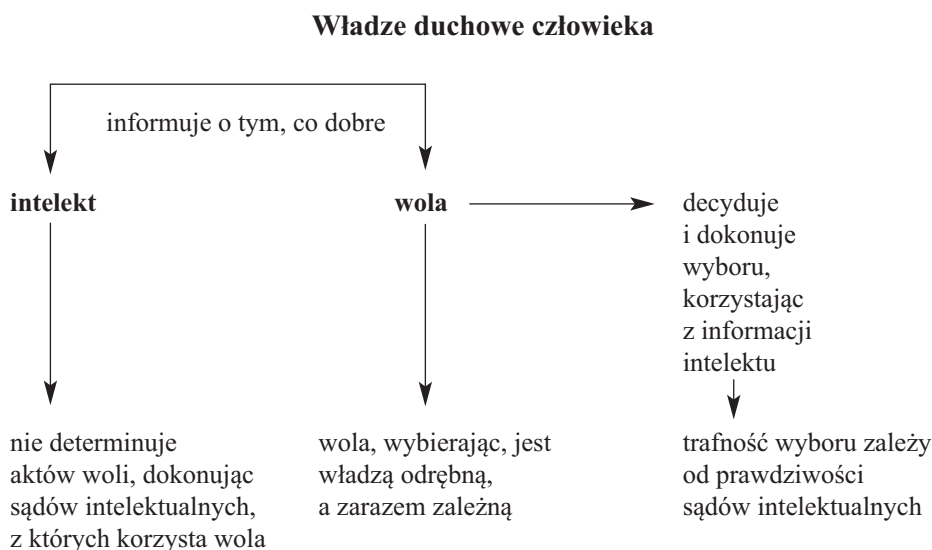 Władze duchowe człowieka
informuje o tym, co dobre
intelekt
wola
decyduje
i dokonuje
wyboru,
korzystając
z informacji
intelektu
nie determinuje
aktów woli, dokonując
sądów intelektualnych,
z których korzysta wola
wola, wybierając, jest
władzą odrębną,
a zarazem zależną
trafność wyboru zależy
od prawdziwości
sądów intelektualnych